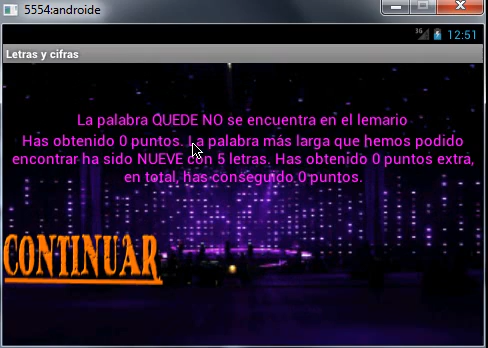 5554:androide
3G 12:51
Letras y cifras
La palabra QUEDE NO se encuentra en el lemario
Has obtenido 0 puntos. La palabra más larga que hemos podido
encontrar ha sido NUEVE con 5 letras. Has obtenido 0 puntos extra,
en total, has conseguido 0 puntos.
CONTINUAR